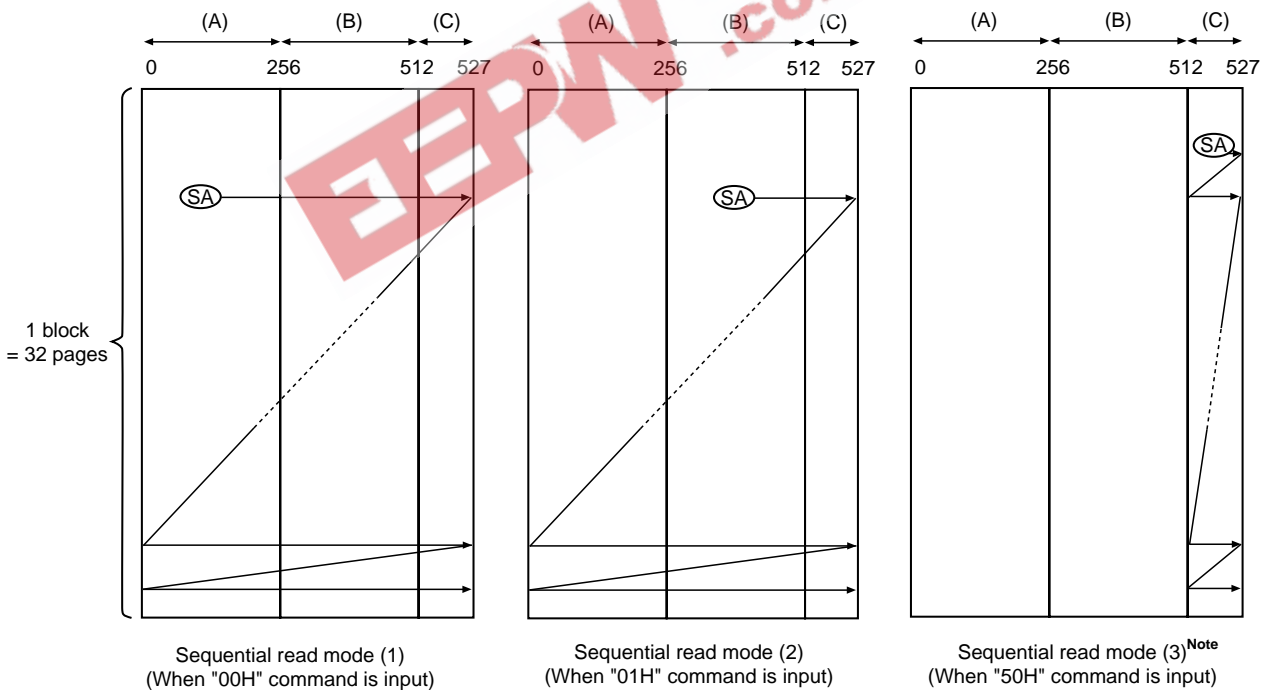 (A) (B) (C) (A) (B) (C) (A) (B) (C)
0 256 512 527 0 256 512 527 0 256 512 527
EEPW .com
SA SA SA
1 block
= 32 pages
Sequential read mode (1)
(When "00H" command is input)
Sequential read mode (2)
(When "01H" command is input)
Sequential read mode (3)Note
(When "50H" command is input)